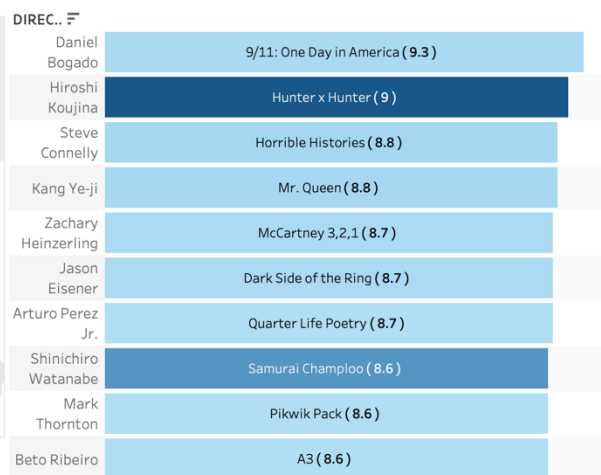 DIREC..
Daniel
Bogado
9/11: One Day in America ( 9.3 )
Hiroshi
Koujina
Hunter x Hunter ( 9 )
Steve
Connelly
Horrible Histories ( 8.8 )
Kang Ye-ji
Mr. Queen ( 8.8 )
Zachary
Heinzerling
McCartney 3,2,1 ( 8.7 )
Jason
Eisener
Dark Side of the Ring ( 8.7 )
Arturo Perez
Jr.
Quarter Life Poetry ( 8.7 )
Shinichiro
Watanabe
Samurai Champloo ( 8.6 )
Mark
Thornton
Pikwik Pack ( 8.6 )
Beto Ribeiro
A3 ( 8.6 )